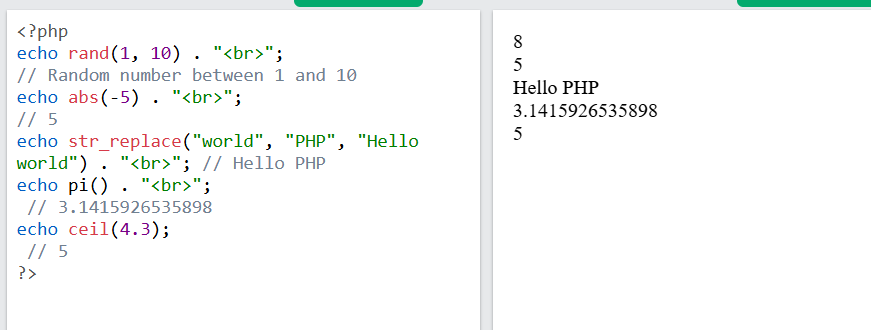 <?php
echo rand(1, 10) . "<br>";
// Random number between 1 and 10
echo abs(-5) . "<br>";
// 5
echo str_replace("world", "PHP", "Hello
world") . "<br>"; // Hello PHP
echo pi() . "<br>";
 // 3.1415926535898
echo ceil(4.3);
 // 5
?>
8
5
Hello PHP
3.1415926535898
5